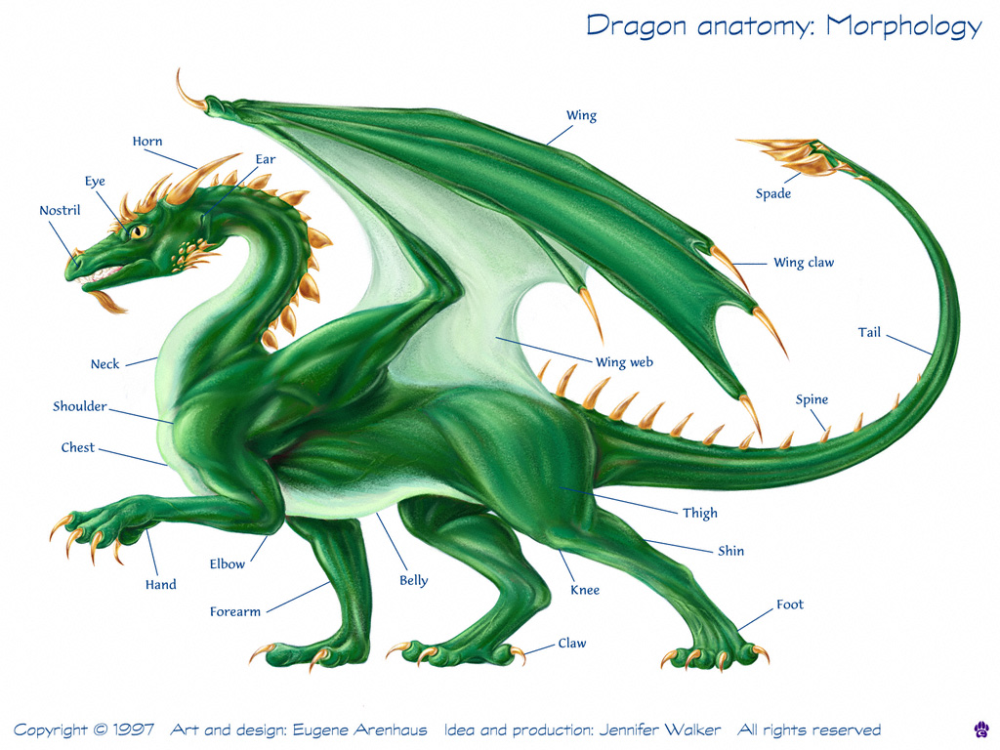 Dragon anatomy: Morphology
Wing
Horn
Ear
Eye
Nostril
Spade
Wing claw
Tail
Wing web
Neck
Spine
Shoulder
Chest
Thigh
Shin
Elbow
Belly
Hand
Knee
Foot
Forearm
Claw
Copyright © 1997 Art and design: Eugene Arenhaus Idea and production: Jennifer Walker All rights reserved